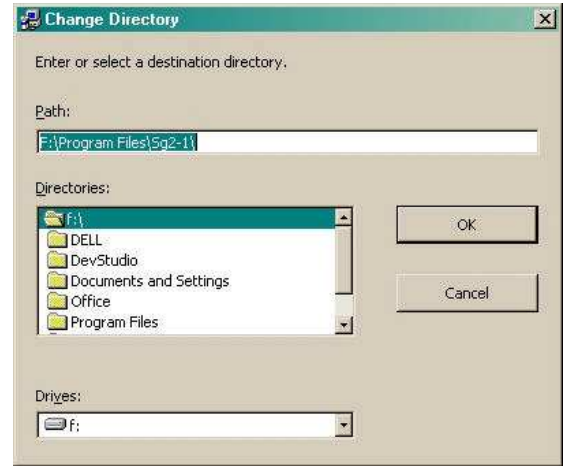 Change Directory
Enter or select a destination directory.
Path:
F:\Program Files\Sg2-1\
Directories:
f:\
DELL
DevStudio
Documents and Settings
Office
Program Files
OK
Cancel
Drives:
f: